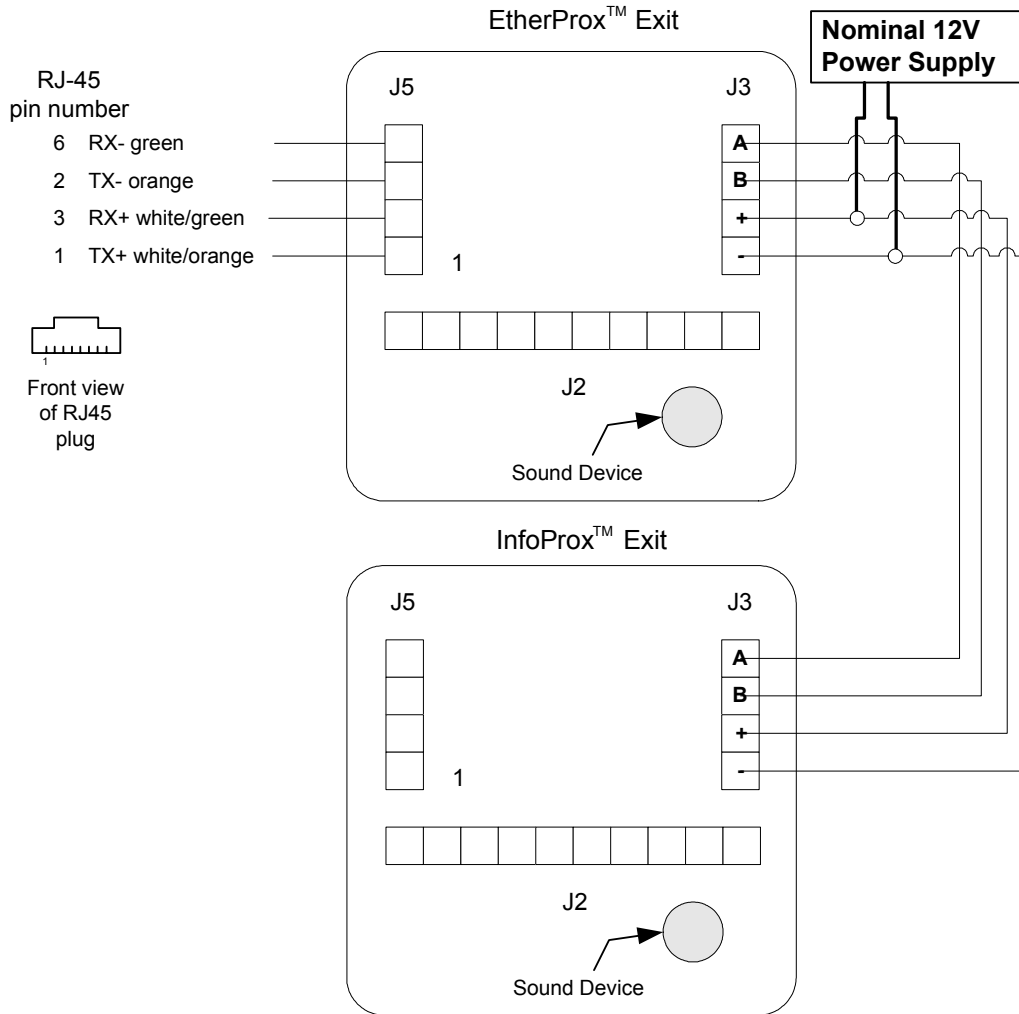 EtherProx™ Exit
Nominal 12V
Power Supply
RJ-45
pin number
6 RX- green
2 TX- orange
3 RX+ white/green
1 TX+ white/orange
J5
J3
A
B
+
-
1
J2
Sound Device
1
Front view
of RJ45
plug
InfoProx™ Exit
J5
J3
A
B
+
-
1
J2
Sound Device